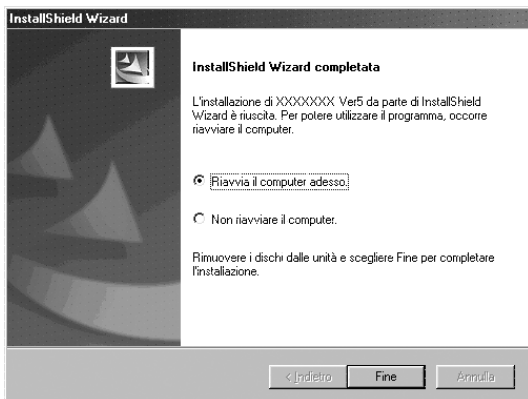 InstallShield Wizard
InstallShield Wizard completata
L'installazione di XXXXXXX Ver5 da parte di InstallShield
Wizard è riuscita. Per potere utilizzare il programma, occorre
riavviare il computer.
Riavvia il computer adesso.
Non riavviare il computer.
Rimuovere i dischi dalle unità e scegliere Fine per completare
l'installazione.
< Indietro
Fine
Annulla